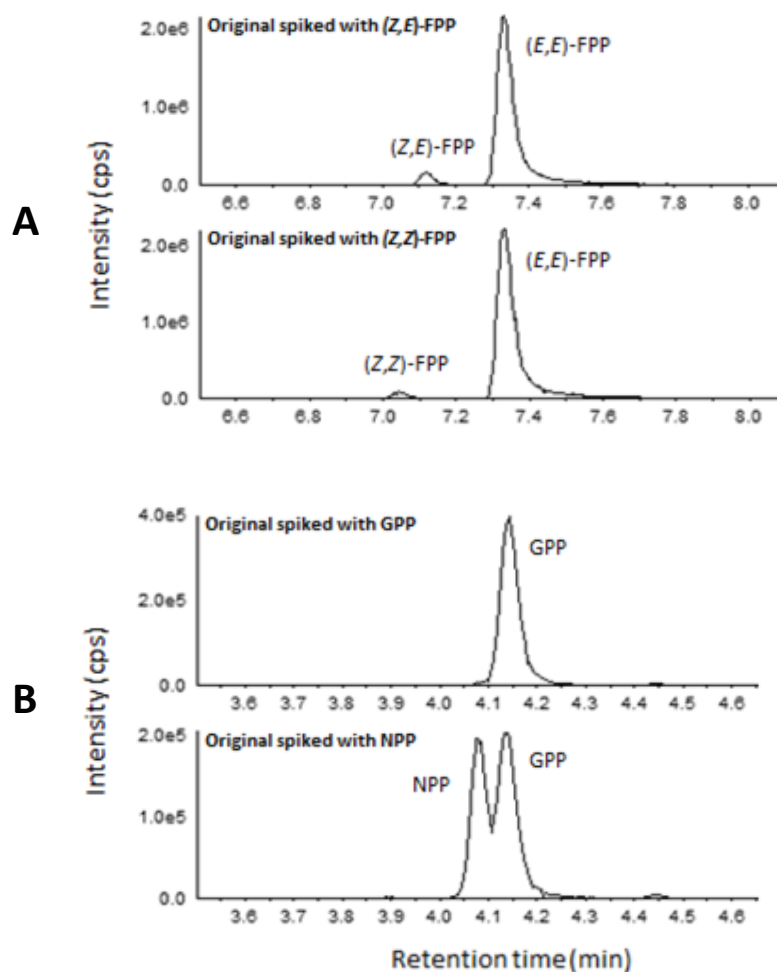 A
Intensity (cps)
Original spiked with (Z,E)-FPP
(E,E)-FPP
(Z,E)-FPP
2.0e6
1.0e6
0.0
6.6 6.8 7.0 7.2 7.4 7.6 7.8 8.0
Original spiked with (Z,Z)-FPP
(E,E)-FPP
(Z,Z)-FPP
2.0e6
1.0e6
0.0
6.6 6.8 7.0 7.2 7.4 7.6 7.8 8.0
B
Intensity (cps)
Original spiked with GPP
GPP
4.0e5
2.0e5
0.0
3.6 3.7 3.8 3.9 4.0 4.1 4.2 4.3 4.4 4.5 4.6
Original spiked with NPP
NPP
GPP
2.0e5
1.0e5
0.0
3.6 3.7 3.8 3.9 4.0 4.1 4.2 4.3 4.4 4.5 4.6
Retention time (min)